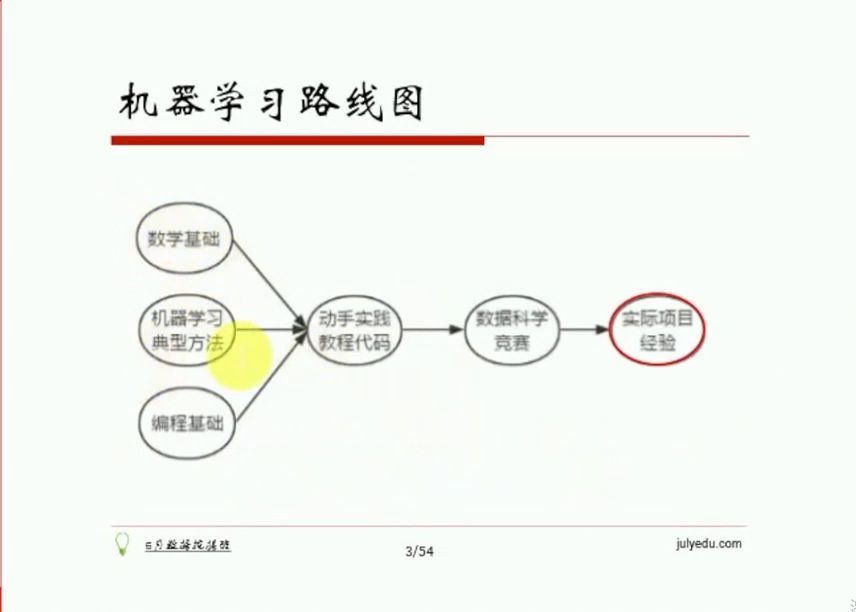 机器学习路线图
数学基础
机器学习
典型方法
编程基础
动手实践
教程代码
数据科学
竞赛
实际项目
经验
6月数据挖掘班
3/54
julyedu.com